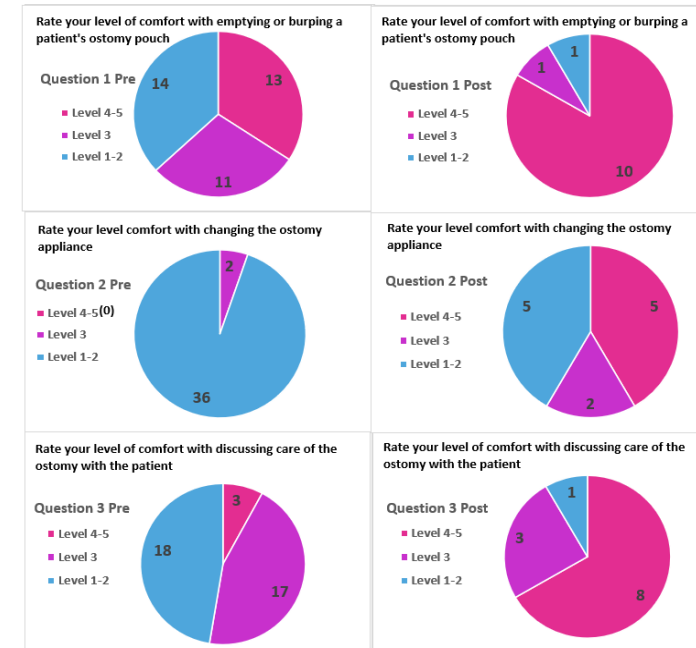 Rate your level of comfort with emptying or burping a
patient's ostomy pouch
Question 1 Pre
Level 4-5
Level 3
Level 1-2
14
13
11
Rate your level of comfort with emptying or burping a
patient's ostomy pouch
Question 1 Post
Level 4-5
Level 3
Level 1-2
1
1
10
Rate your level comfort with changing the ostomy
appliance
Question 2 Pre
Level 4-5(0)
Level 3
Level 1-2
2
36
Rate your level comfort with changing the ostomy
appliance
Question 2 Post
Level 4-5
Level 3
Level 1-2
5
5
2
Rate your level of comfort with discussing care of the
ostomy with the patient
Question 3 Pre
Level 4-5
Level 3
Level 1-2
3
18
17
Rate your level of comfort with discussing care of the
ostomy with the patient
Question 3 Post
Level 4-5
Level 3
Level 1-2
1
3
8